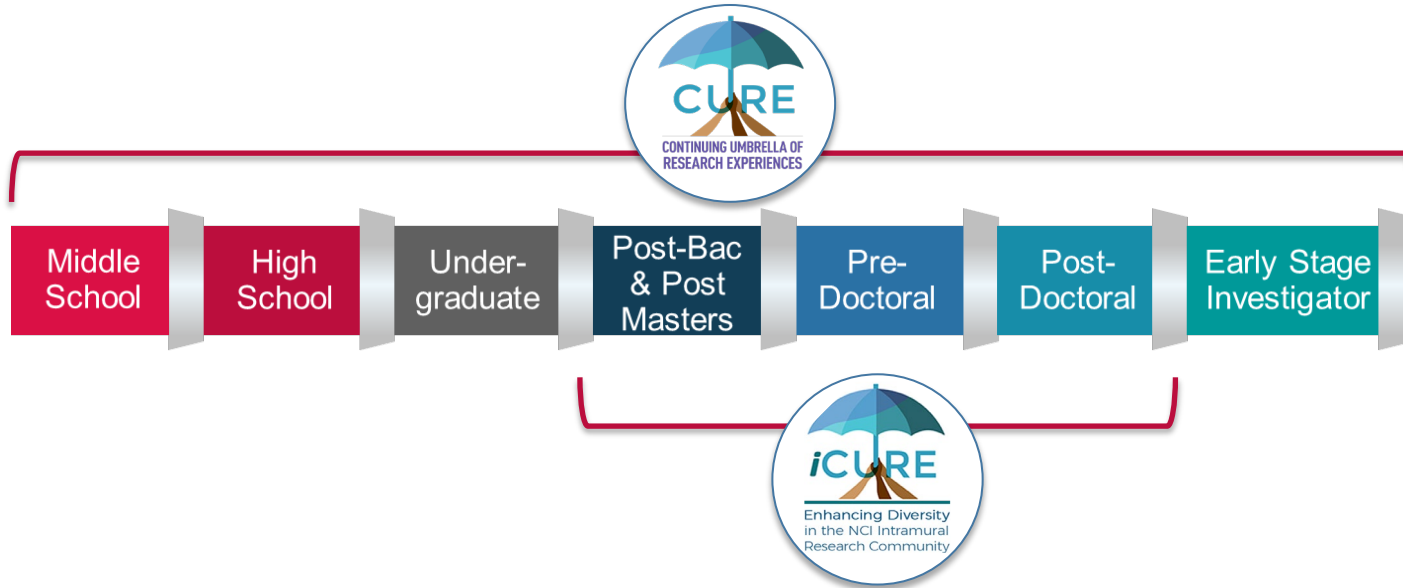 CURE
CONTINUING UMBRELLA OF
RESEARCH EXPERIENCES
Middle
School
High
School
Under-
graduate
Post-Bac
& Post
Masters
Pre-
Doctoral
Post-
Doctoral
Early Stage
Investigator
iCURE
Enhancing Diversity
in the NCI Intramural
Research Community